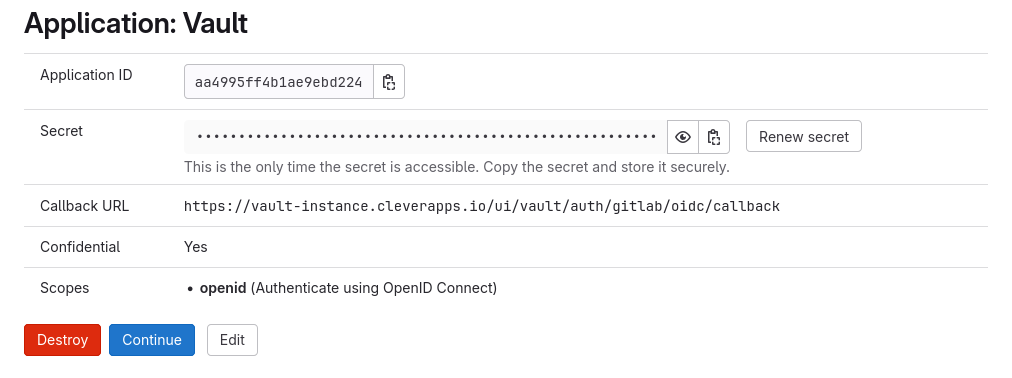 Application: Vault
Application ID
aa4995ff4b1ae9ebd224
Secret
Renew secret
This is the only time the secret is accessible. Copy the secret and store it securely.
Callback URL
https://vault-instance.cleverapps.io/ui/vault/auth/gitlab/oidc/callback
Confidential
Yes
Scopes
• openid (Authenticate using OpenID Connect)
Destroy
Continue
Edit